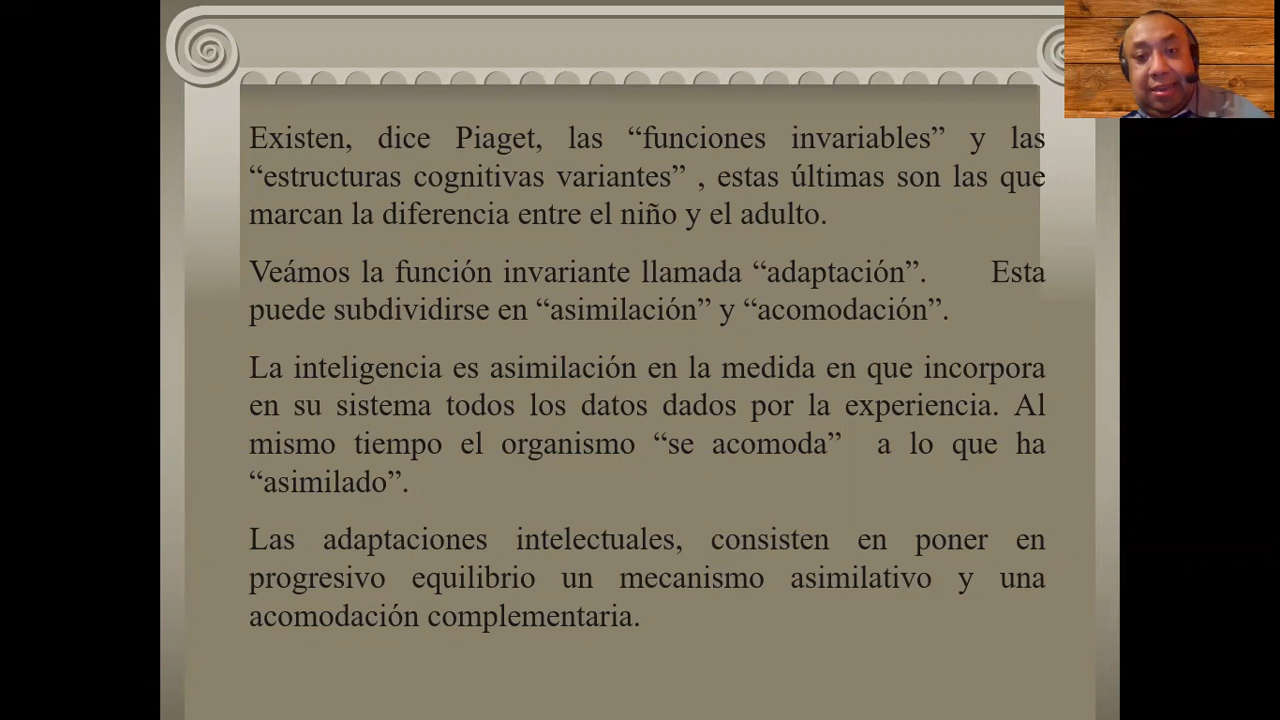 Existen, dice Piaget, las “funciones invariables” y las
“estructuras cognitivas variantes” , estas últimas son las que
marcan la diferencia entre el niño y el adulto.
Veámos la función invariante llamada “adaptación”. Esta
puede subdividirse en “asimilación” y “acomodación”.
La inteligencia es asimilación en la medida en que incorpora
en su sistema todos los datos dados por la experiencia. Al
mismo tiempo el organismo “se acomoda” a lo que ha
“asimilado”.
Las adaptaciones intelectuales, consisten en poner en
progresivo equilibrio un mecanismo asimilativo y una
acomodación complementaria.